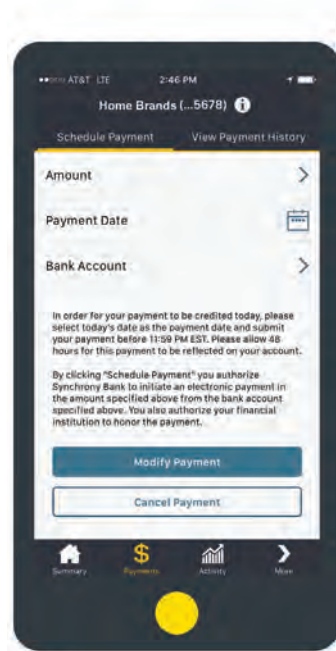 AT&T LTE 2:46 PM
Home Brands (...5678) i
Schedule Payment View Payment History
Amount
Payment Date
Bank Account
In order for your payment to be credited today, please
select today's date as the payment date and submit
your payment before 11:59 PM EST. Please allow 48
hours for this payment to be reflected on your account.
By clicking "Schedule Payment" you authorize
Synchrony Bank to initiate an electronic payment in
the amount specified above from the bank account
specified above. You also authorize your financial
institution to honor the payment.
Modify Payment
Cancel Payment
Summary Payments Activity More